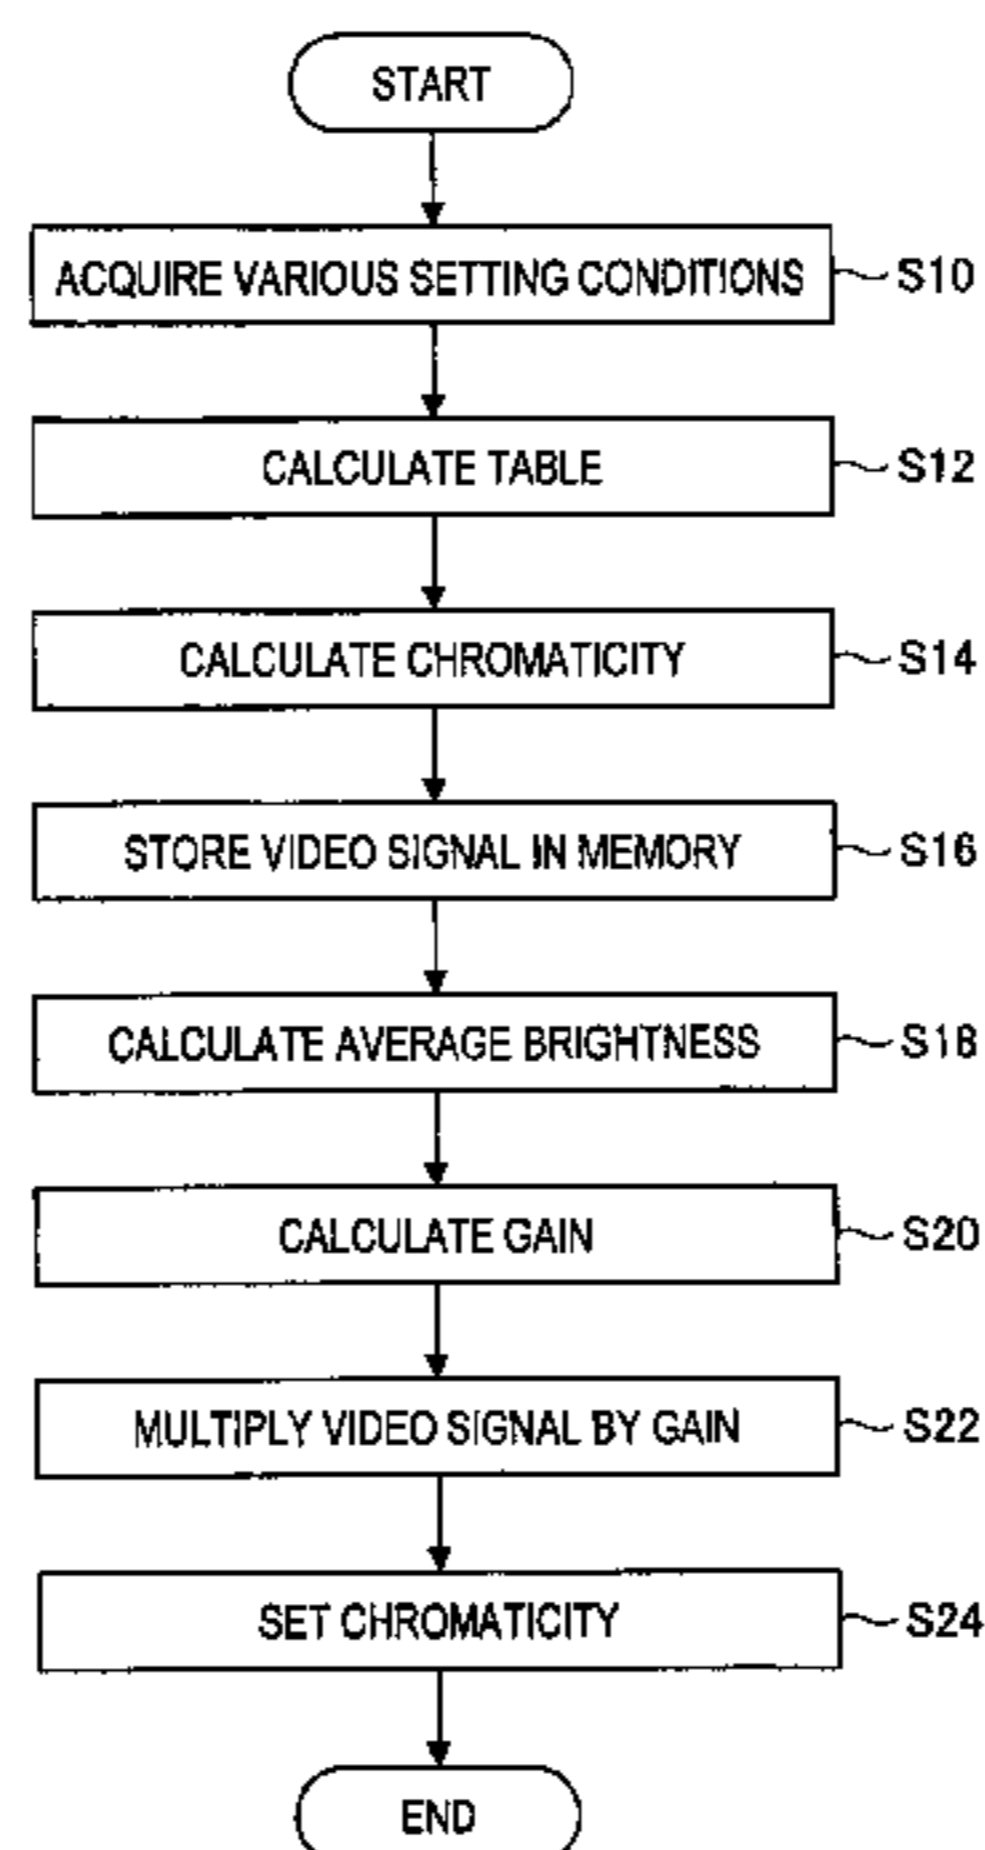 START
ACQUIRE VARIOUS SETTING CONDITIONS S10
CALCULATE TABLE S12
CALCULATE CHROMATICITY S14
STORE VIDEO SIGNAL IN MEMORY S16
CALCULATE AVERAGE BRIGHTNESS S18
CALCULATE GAIN S20
MULTIPLY VIDEO SIGNAL BY GAIN S22
SET CHROMATICITY S24
END